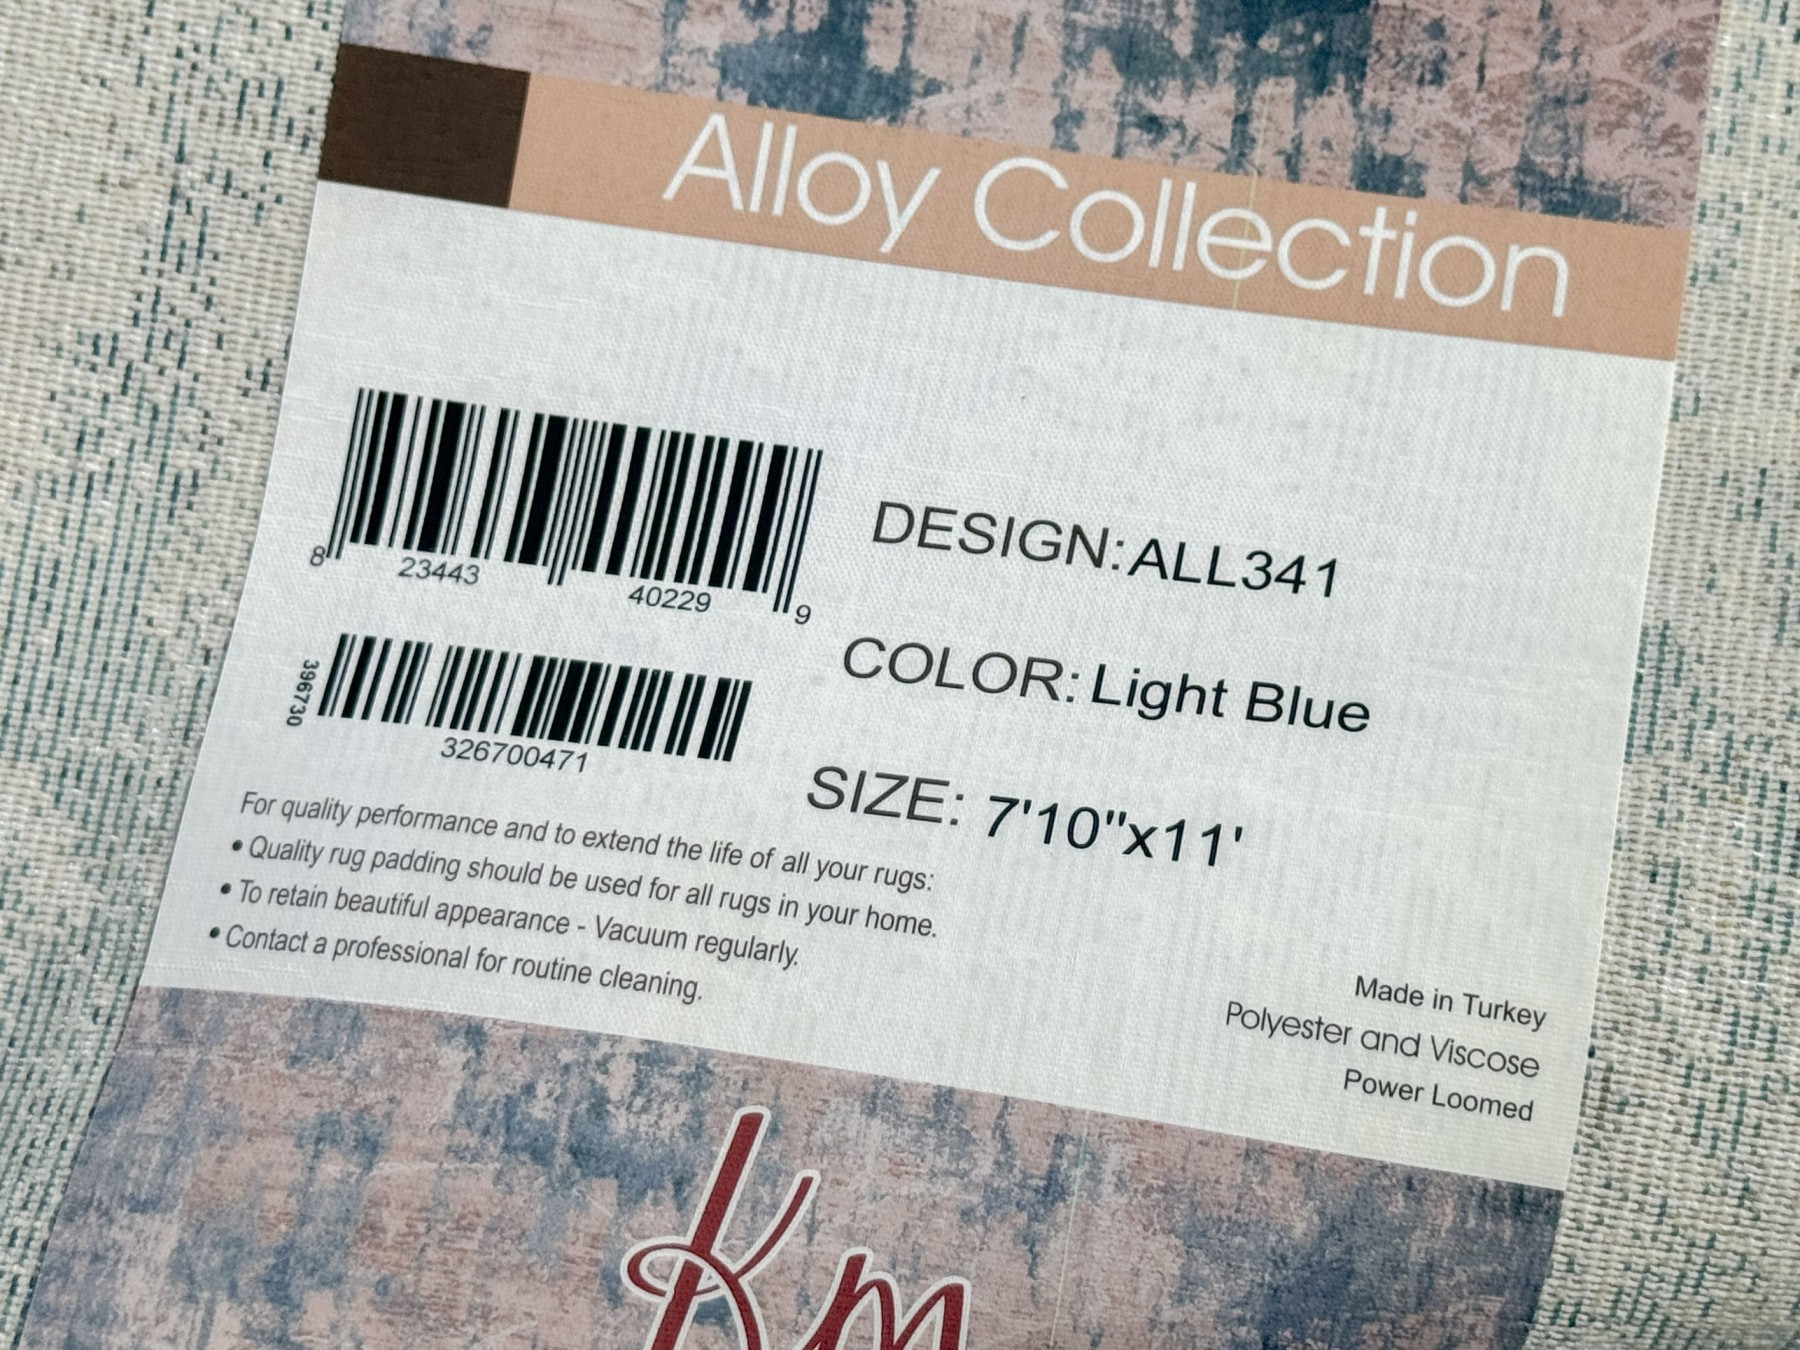 Alloy Collection
8 23443 40229 9
396730
326700471
DESIGN: ALL341
COLOR: Light Blue
SIZE: 7'10"x11'
For quality performance and to extend the life of all your rugs:
• Quality rug padding should be used for all rugs in your home.
• To retain beautiful appearance - Vacuum regularly.
• Contact a professional for routine cleaning.
Made in Turkey
Polyester and Viscose
Power Loomed
Km